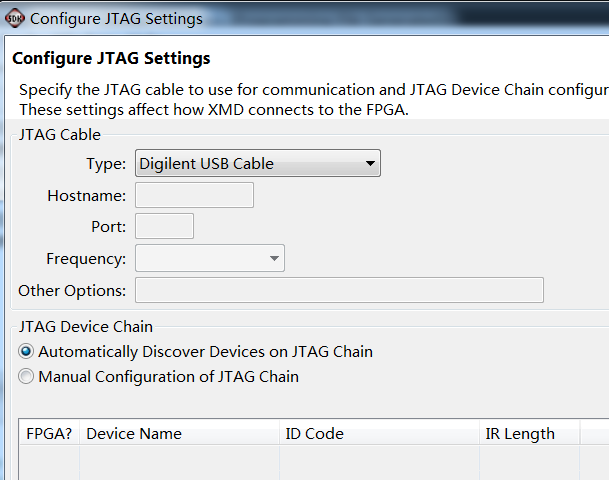 SDK Configure JTAG Settings
Configure JTAG Settings
Specify the JTAG cable to use for communication and JTAG Device Chain configur
These settings affect how XMD connects to the FPGA.
JTAG Cable
Type: Digilent USB Cable
Hostname:
Port:
Frequency:
Other Options:
JTAG Device Chain
Automatically Discover Devices on JTAG Chain
Manual Configuration of JTAG Chain
FPGA? Device Name ID Code IR Length